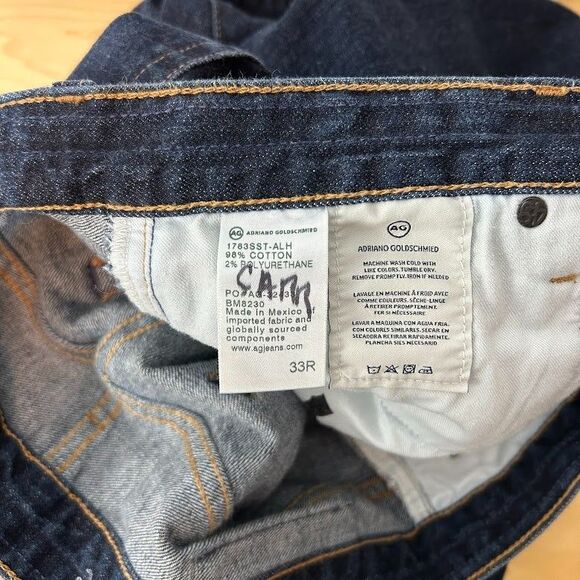 AG ADRIANO GOLDSCHMIED
1783SST-ALH
98% COTTON
2% POLYURETHANE
BM8230
Made in Mexico of
imported fabric and
globally sourced
components
www.agjeans.com
33R
AG
ADRIANO GOLDSCHMIED
MACHINE WASH COLD WITH
LIKE COLORS. TUMBLE DRY.
REMOVE PROMPTLY. IRON IF NEEDED.
LAVAGE EN MACHINE À FROID AVEC
COMME COULEURS. SÈCHE-LINGE
À RETIRER PROMPTEMENT.
REPASSER SI NÉCESSAIRE.
LAVAR A MAQUINA CON AGUA FRIA.
CON COLORES SIMILARES. SECAR EN
SECADORA RETIRAR RAPIDAMENTE.
PLANCHA SIES NECESARIO